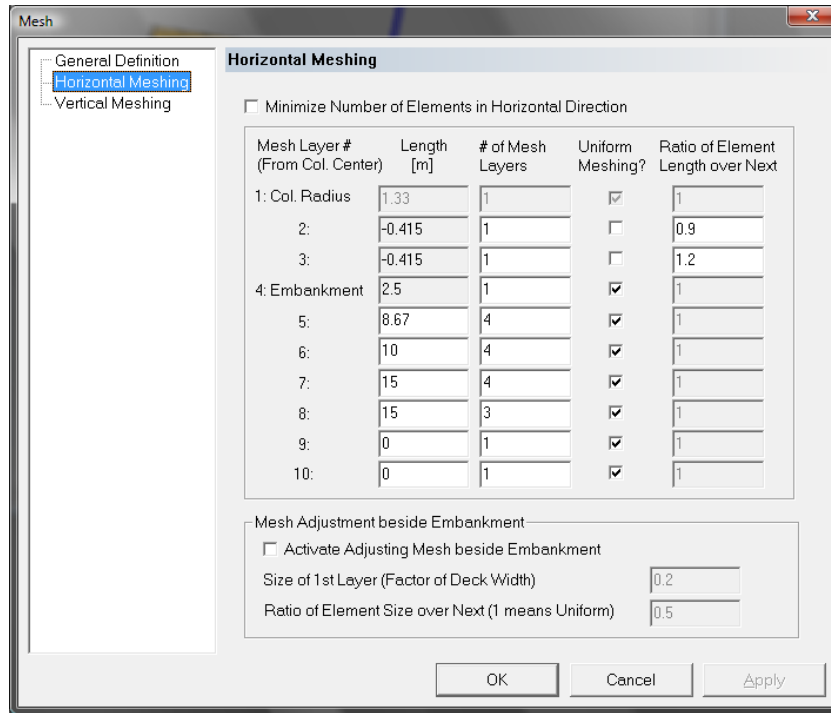 Mesh
General Definition
Horizontal Meshing
Vertical Meshing
Horizontal Meshing
Minimize Number of Elements in Horizontal Direction
Mesh Layer # Length # of Mesh Uniform Ratio of Element
(From Col. Center) [m] Layers Meshing? Length over Next
1: Col. Radius 1.33 1 1
2: -0.415 1 0.9
3: -0.415 1 1.2
4: Embankment 2.5 1 1
5: 8.67 4 1
6: 10 4 1
7: 15 4 1
8: 15 3 1
9: 0 1 1
10: 0 1 1
Mesh Adjustment beside Embankment
Activate Adjusting Mesh beside Embankment
Size of 1st Layer (Factor of Deck Width) 0.2
Ratio of Element Size over Next (1 means Uniform) 0.5
OK Cancel Apply